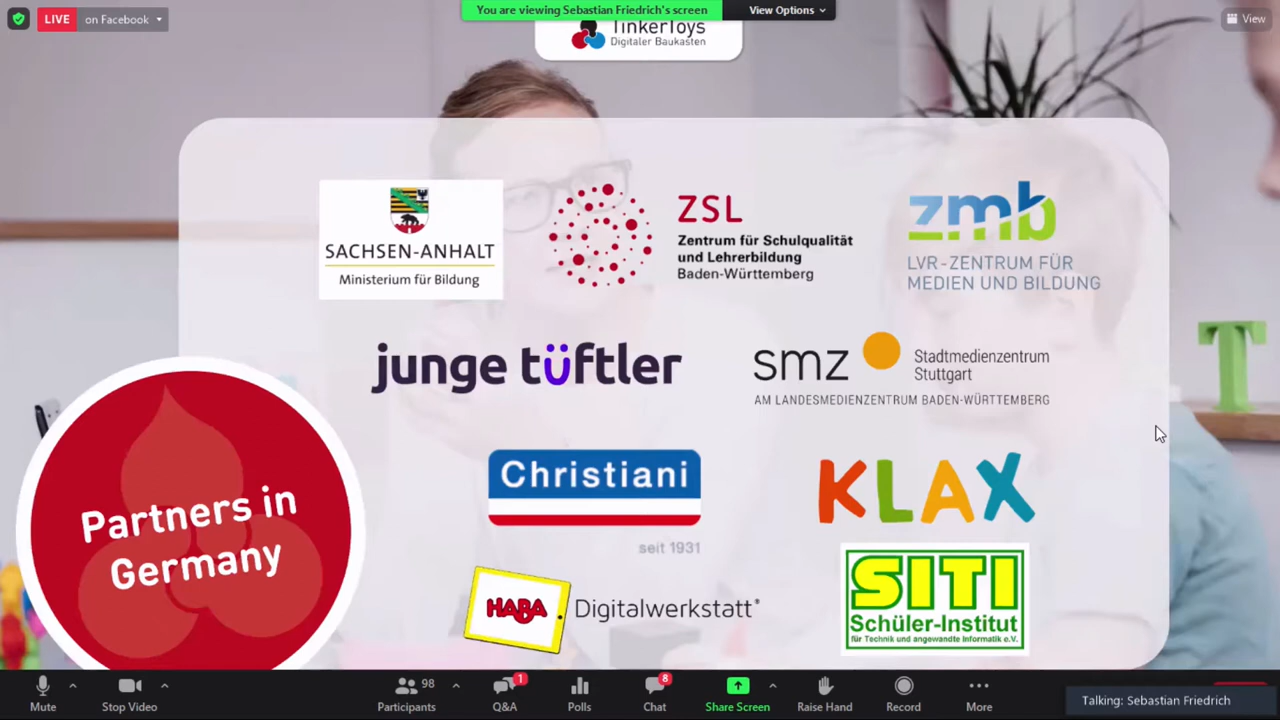 LIVE on Facebook
You are viewing Sebastian Friedrich's screen
View Options
View
TinkerToys
Digitaler Baukasten
SACHSEN-ANHALT
Ministerium für Bildung
ZSL
Zentrum für Schulqualität
und Lehrerbildung
Baden-Württemberg
zmb
LVR-ZENTRUM FÜR
MEDIEN UND BILDUNG
junge tüftler
smz
Stadtmedienzentrum
Stuttgart
AM LANDESMEDIENZENTRUM BADEN-WÜRTTEMBERG
Christiani
seit 1931
KLAX
Partners in
Germany
HABA
Digitalwerkstatt®
SITI
Schüler-Institut
für Technik und angewandte Informatik e.V.
T
Mute
Stop Video
98
Participants
1
Q&A
Polls
8
Chat
Share Screen
Raise Hand
Record
More
Talking: Sebastian Friedrich